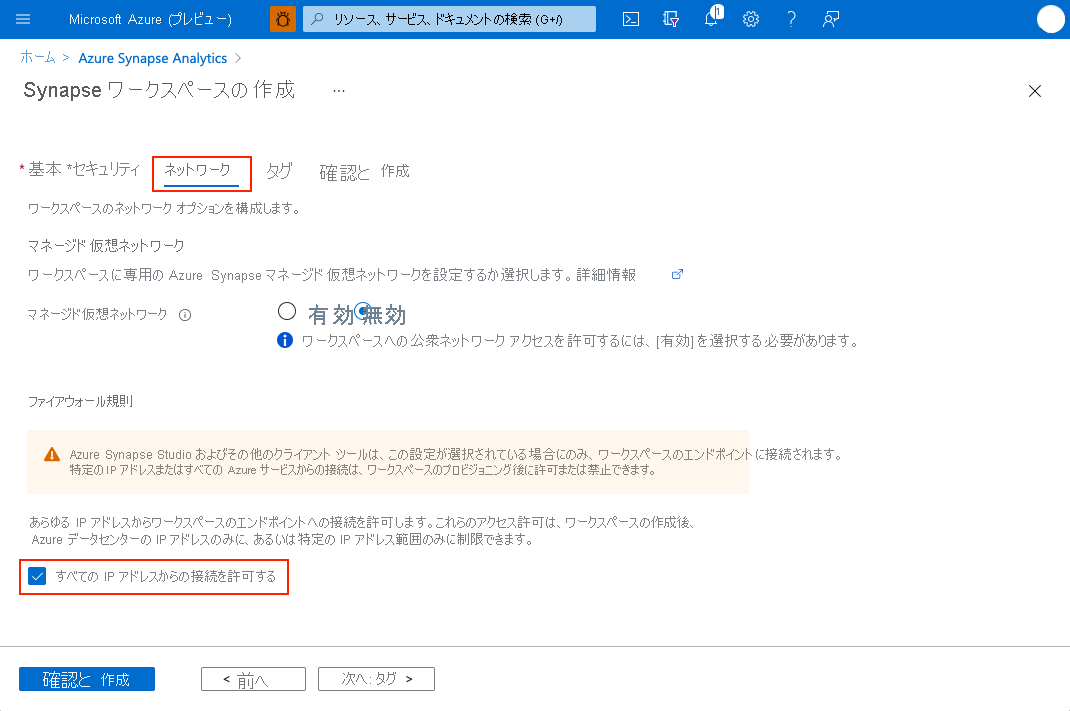 Microsoft Azure (プレビュー)
リソース、サービス、ドキュメントの検索 (G+/)
1
ホーム > Azure Synapse Analytics >
Synapse ワークスペースの 作成 ...
* 基本 *セキュリティ ネットワーク タグ 確認と 作成
ワークスペースのネットワーク オプションを構成します。
マネージド 仮想ネットワーク
ワークスペースに専用の Azure Synapse マネージド 仮想ネットワークを設定するか選択します。詳細情報
マネージド仮想ネットワーク 有効 無効
ワークスペースへの公衆ネットワーク アクセスを許可するには、[有効] を選択する必要があります。
ファイアウォール規則
Azure Synapse Studio およびその他のクライアント ツールは、この設定が選択されている場合にのみ、ワークスペースのエンドポイントに接続されます。
特定の IP アドレスまたはすべての Azure サービスからの接続は、ワークスペースのプロビジョニング後に許可または禁止できます。
あらゆる IP アドレスからワークスペースのエンドポイントへの接続を許可します。これらのアクセス許可は、ワークスペースの作成後、
Azure データセンターの IP アドレスのみに、あるいは特定の IP アドレス範囲のみに制限できます。
すべての IP アドレスからの接続を許可する
確認と 作成 < 前へ 次へ: タグ >